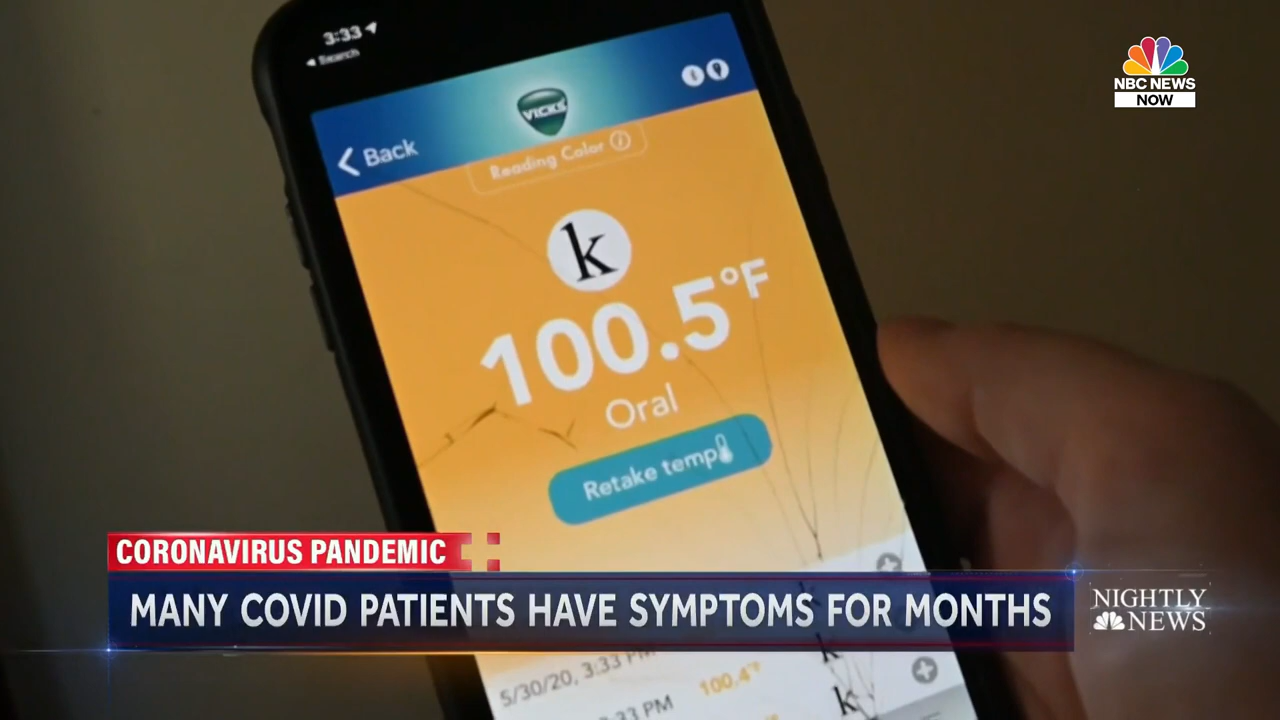 3:33
Search
NBC NEWS
NOW
VICKS
Back
Reading Color
k
100.5°F
Oral
Retake temp
CORONAVIRUS PANDEMIC
MANY COVID PATIENTS HAVE SYMPTOMS FOR MONTHS
NIGHTLY
NEWS
k
5/30/20, 3:33 PM
100.4°F
k
3:33 PM